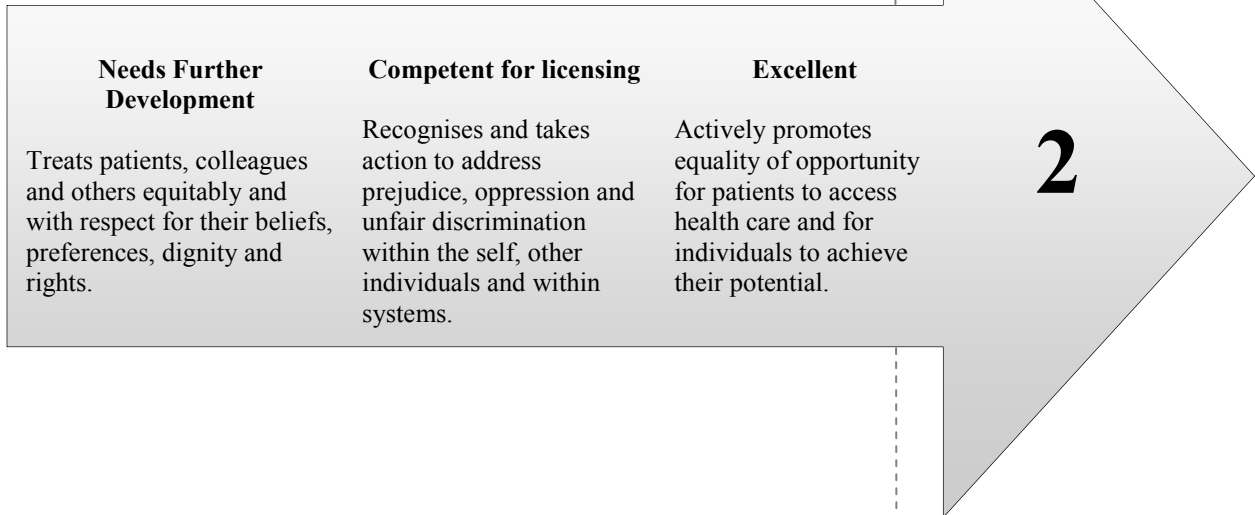 Needs Further
Development
Treats patients, colleagues
and others equitably and
with respect for their beliefs,
preferences, dignity and
rights.
Competent for licensing
Recognises and takes
action to address
prejudice, oppression and
unfair discrimination
within the self, other
individuals and within
systems.
Excellent
Actively promotes
equality of opportunity
for patients to access
health care and for
individuals to achieve
their potential.
2